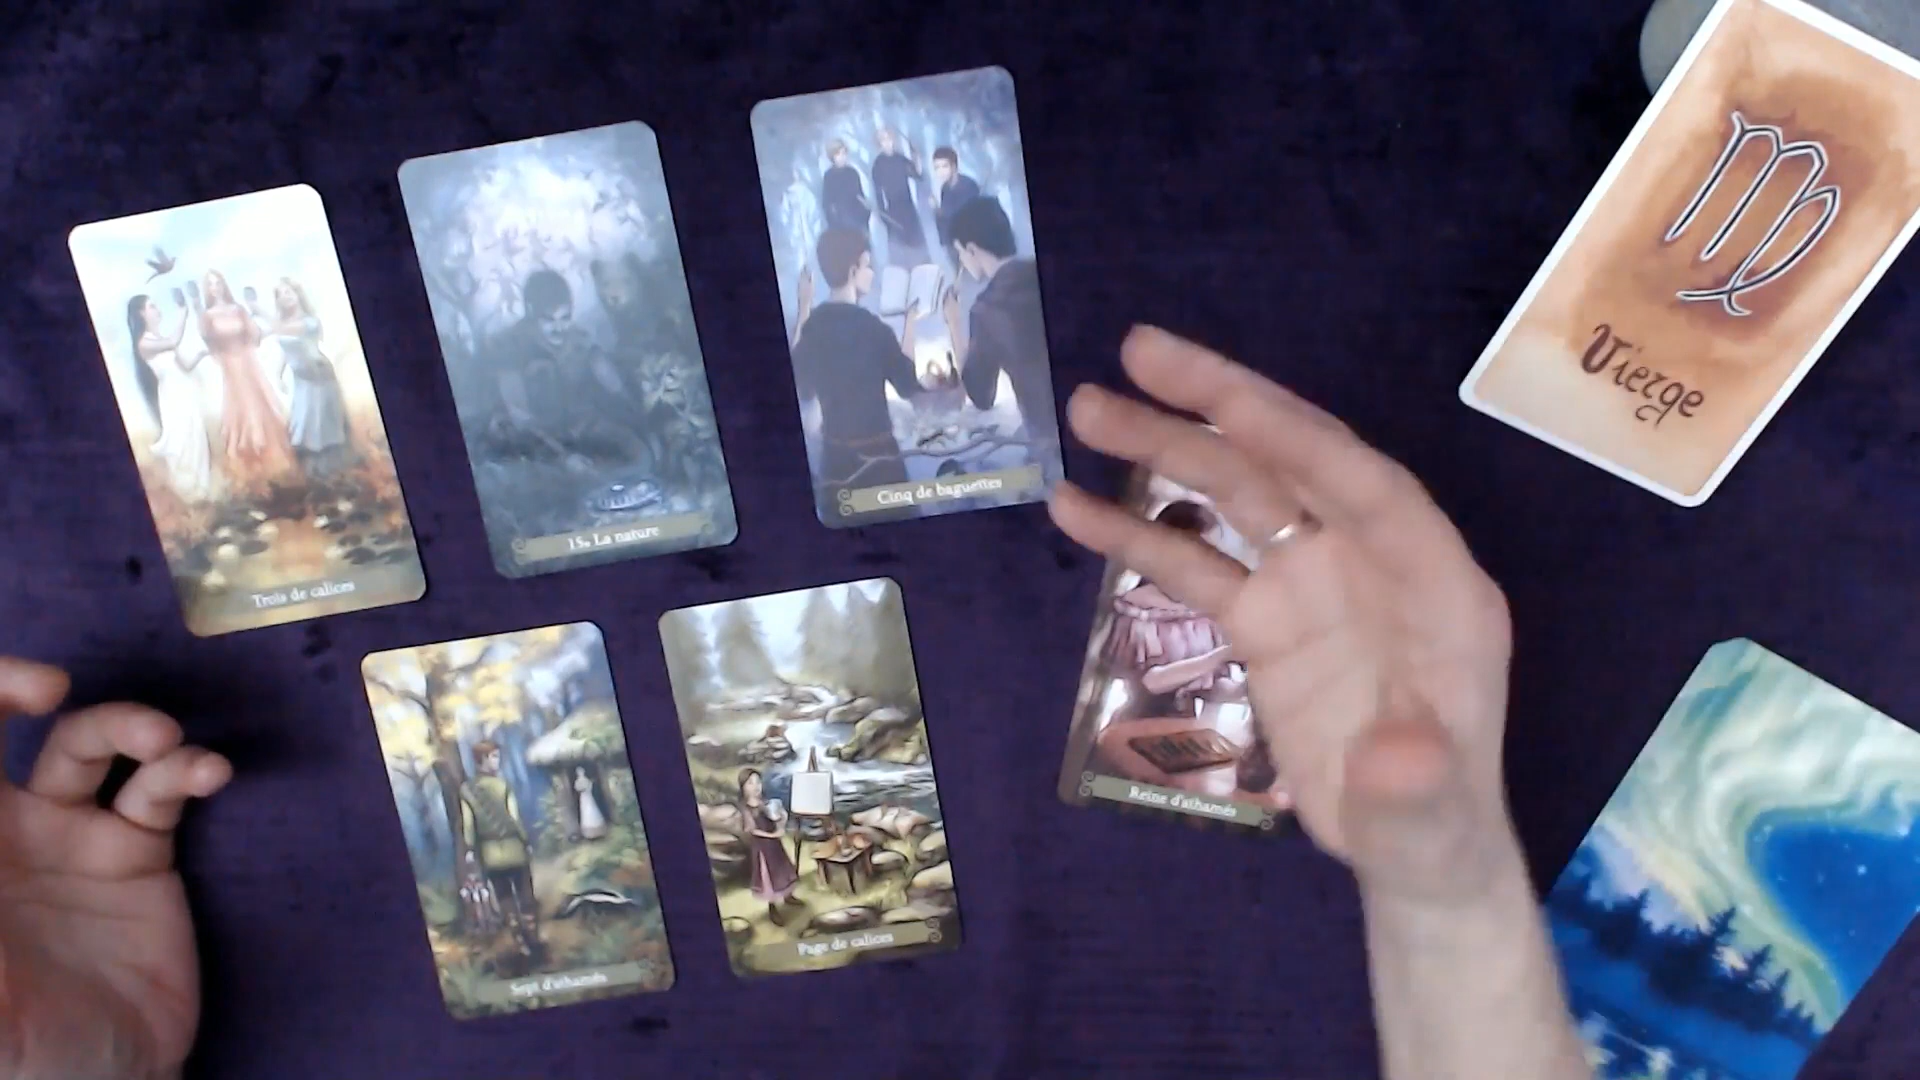 Trois de calices
15. La nature
Cinq de baguettes
Vierge
Sept d'athamés
Page de calices
Reine d'athamés